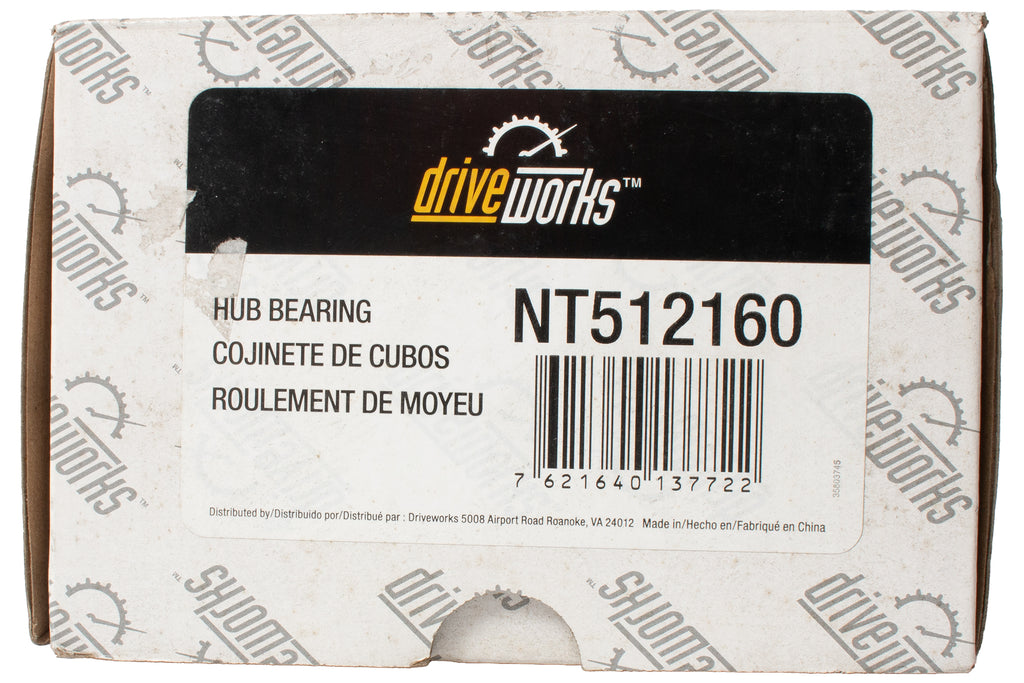 driveworks™
HUB BEARING
COJINETE DE CUBOS
ROULEMENT DE MOYEU
NT512160
7 621640 137722
35803745
Distributed by/Distribuido por/Distribué par : Driveworks 5008 Airport Road Roanoke, VA 24012 Made in/Hecho en/Fabriqué en China